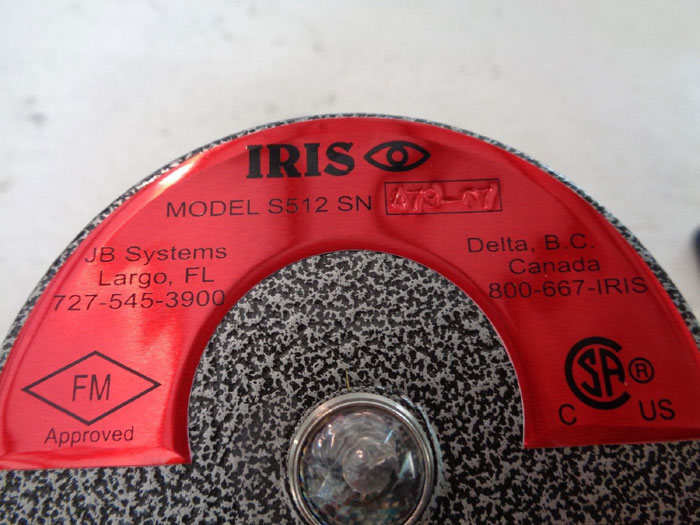 IRIS
MODEL S512 SN 479-07
JB Systems
Largo, FL
727-545-3900
Delta, B.C.
Canada
800-667-IRIS
FM
Approved
CSA ®
C US